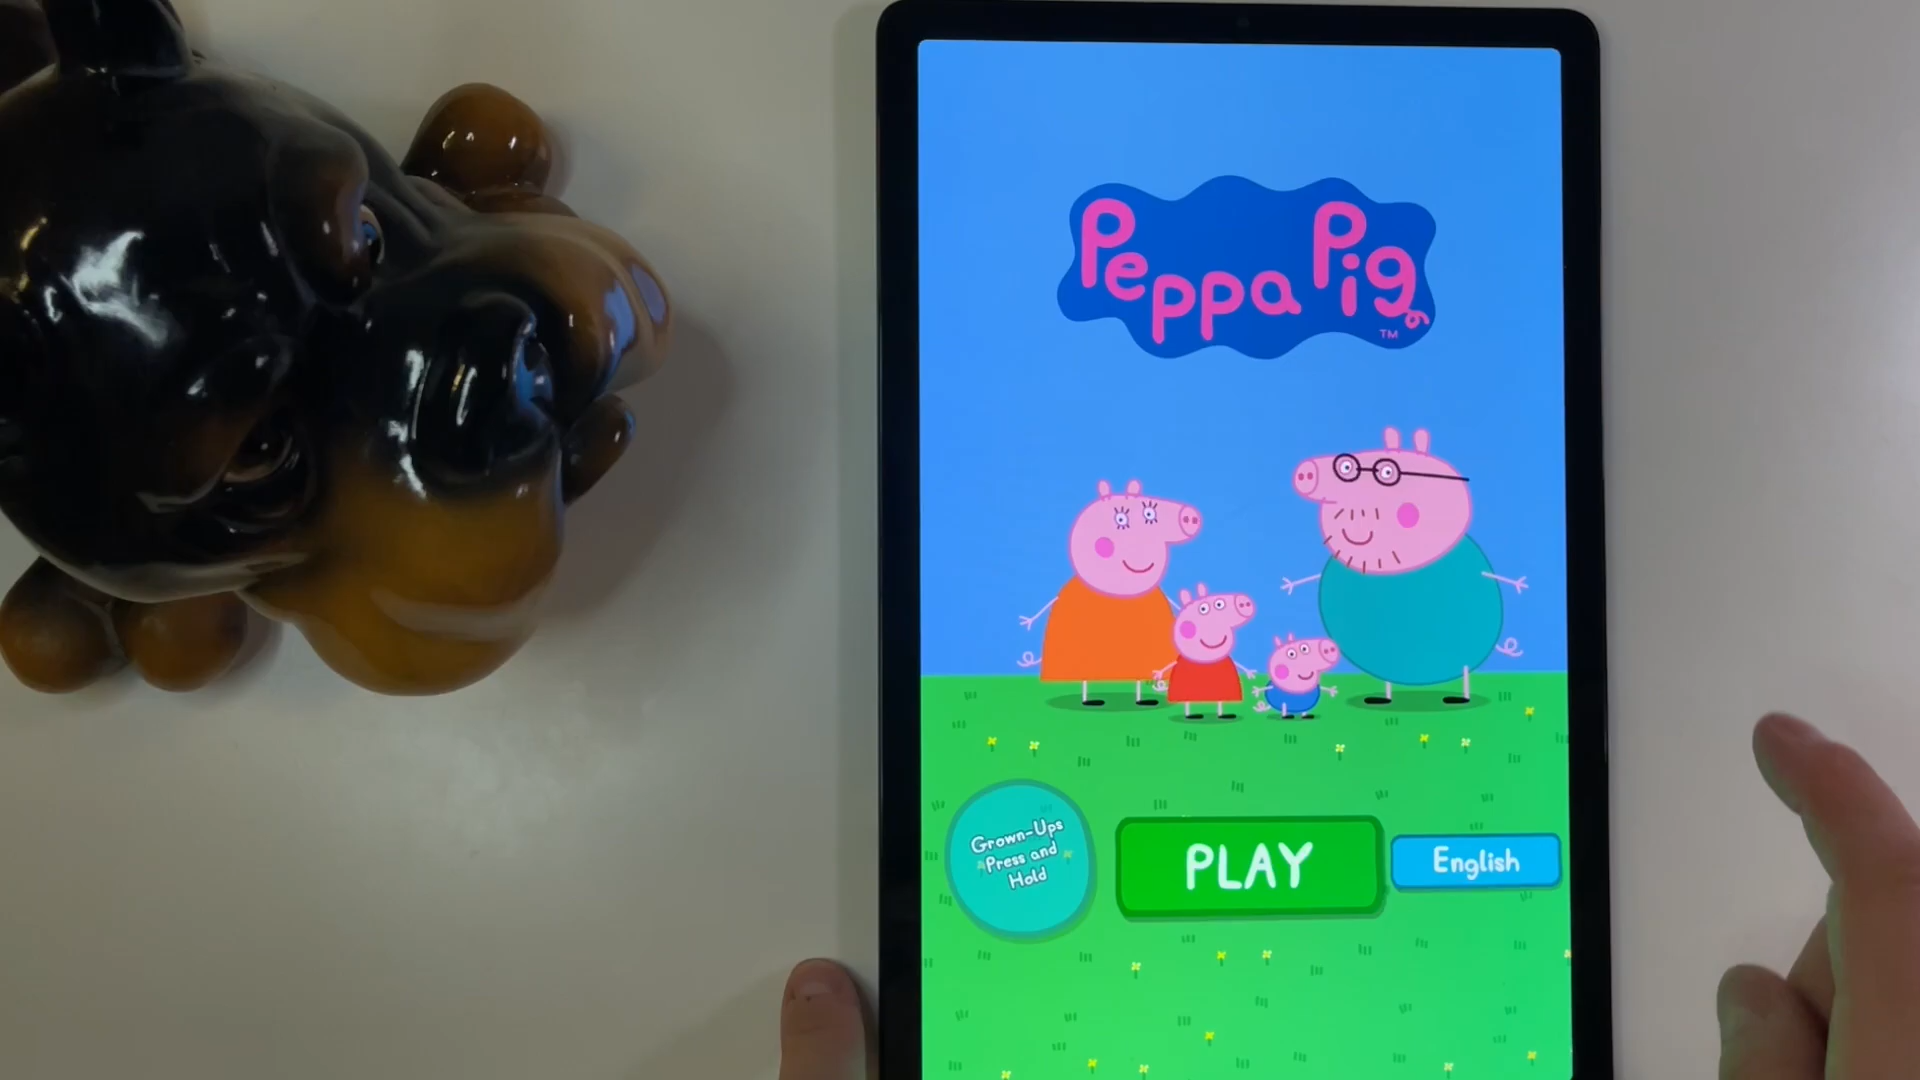 Peppa Pig
TM
Grown-Ups
Press and
Hold
PLAY
English